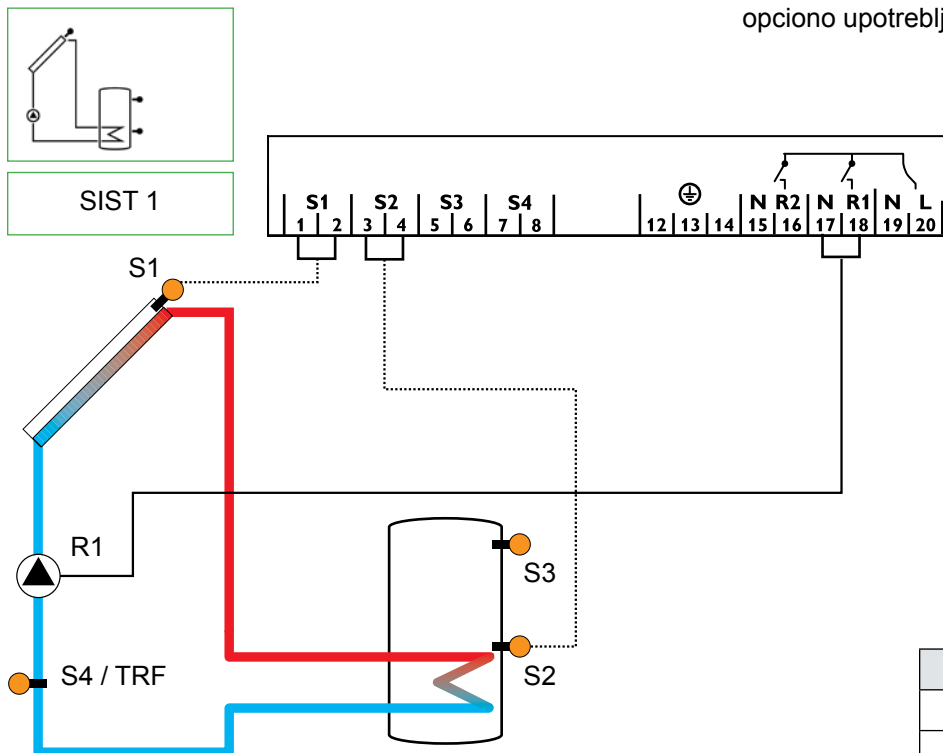 opciono upotreblj
SIST 1
S1 S2 S3 S4 N R2 N R1 N L
1 2 3 4 5 6 7 8 12 13 14 15 16 17 18 19 20
S1
R1
S3
S4 / TRF
S2